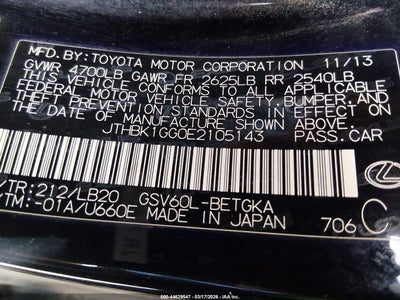 MFD. BY: TOYOTA MOTOR CORPORATION 11/13
GVWR 4700LB GAWR FR 2625LB RR 2540LB
THIS VEHICLE CONFORMS TO ALL APPLICABLE
FEDERAL MOTOR VEHICLE SAFETY, BUMPER, AND
THEFT PREVENTION STANDARDS IN EFFECT ON
THE DATE OF MANUFACTURE SHOWN ABOVE.
JTHBK1GG0E2105143 PASS.CAR
C/TR:212/LB20 GSV60L-BETGKA
A/TM:-01A/U660E MADE IN JAPAN 706 C
000-44629547 - 03/17/2026 - IAA